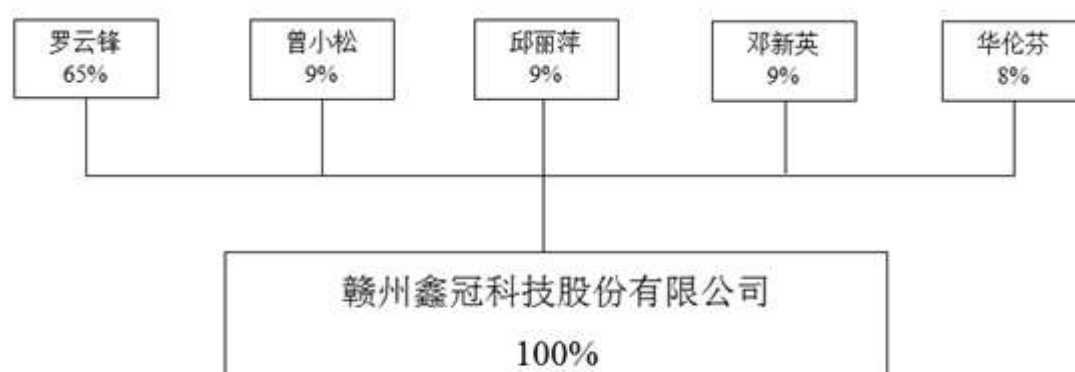 罗云锋
65%
曾小松
9%
邱丽萍
9%
邓新英
9%
华伦芬
8%
赣州鑫冠科技股份有限公司
100%